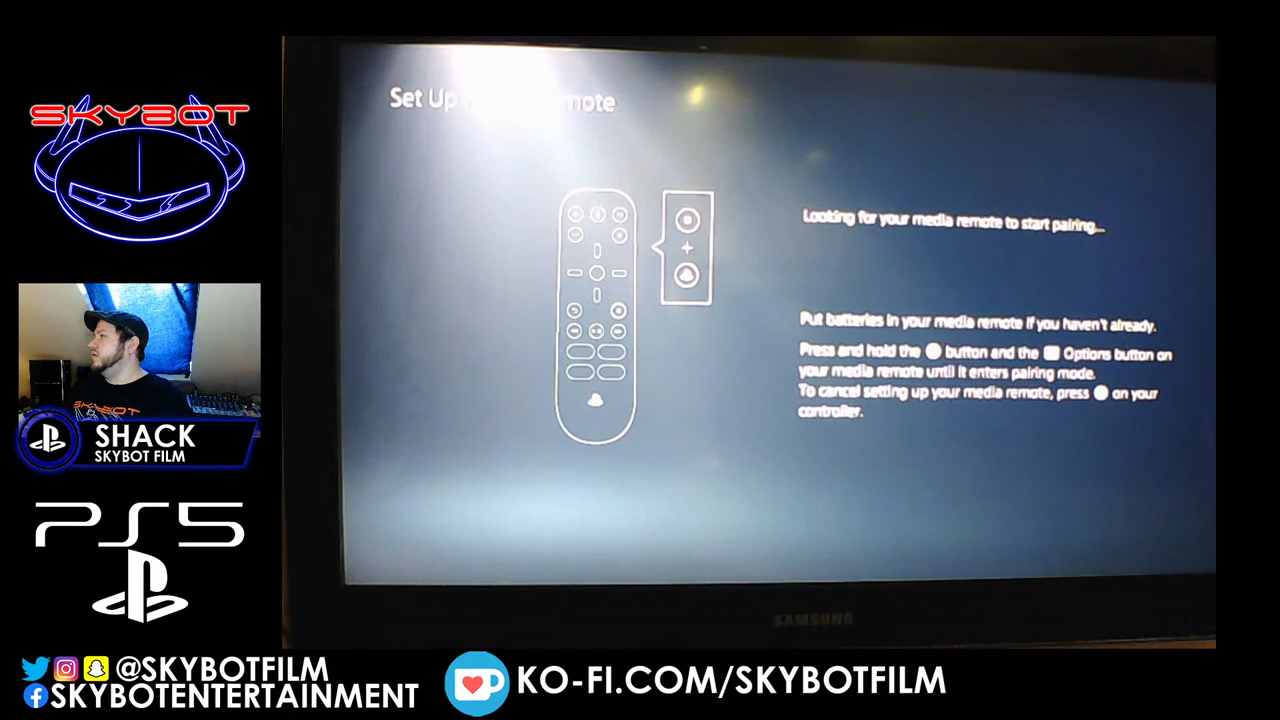 SKYBOT
SHACK
SKYBOT FILM
PS5
@SKYBOTFILM
SKYBOTENTERTAINMENT
Set Up remote
Looking for your media remote to start pairing...
Put batteries in your media remote if you haven't already.
Press and hold the button and the Options button on
your media remote until it enters pairing mode.
To cancel setting up your media remote, press on your
controller.
SAMSUNG
KO-FI.COM/SKYBOTFILM